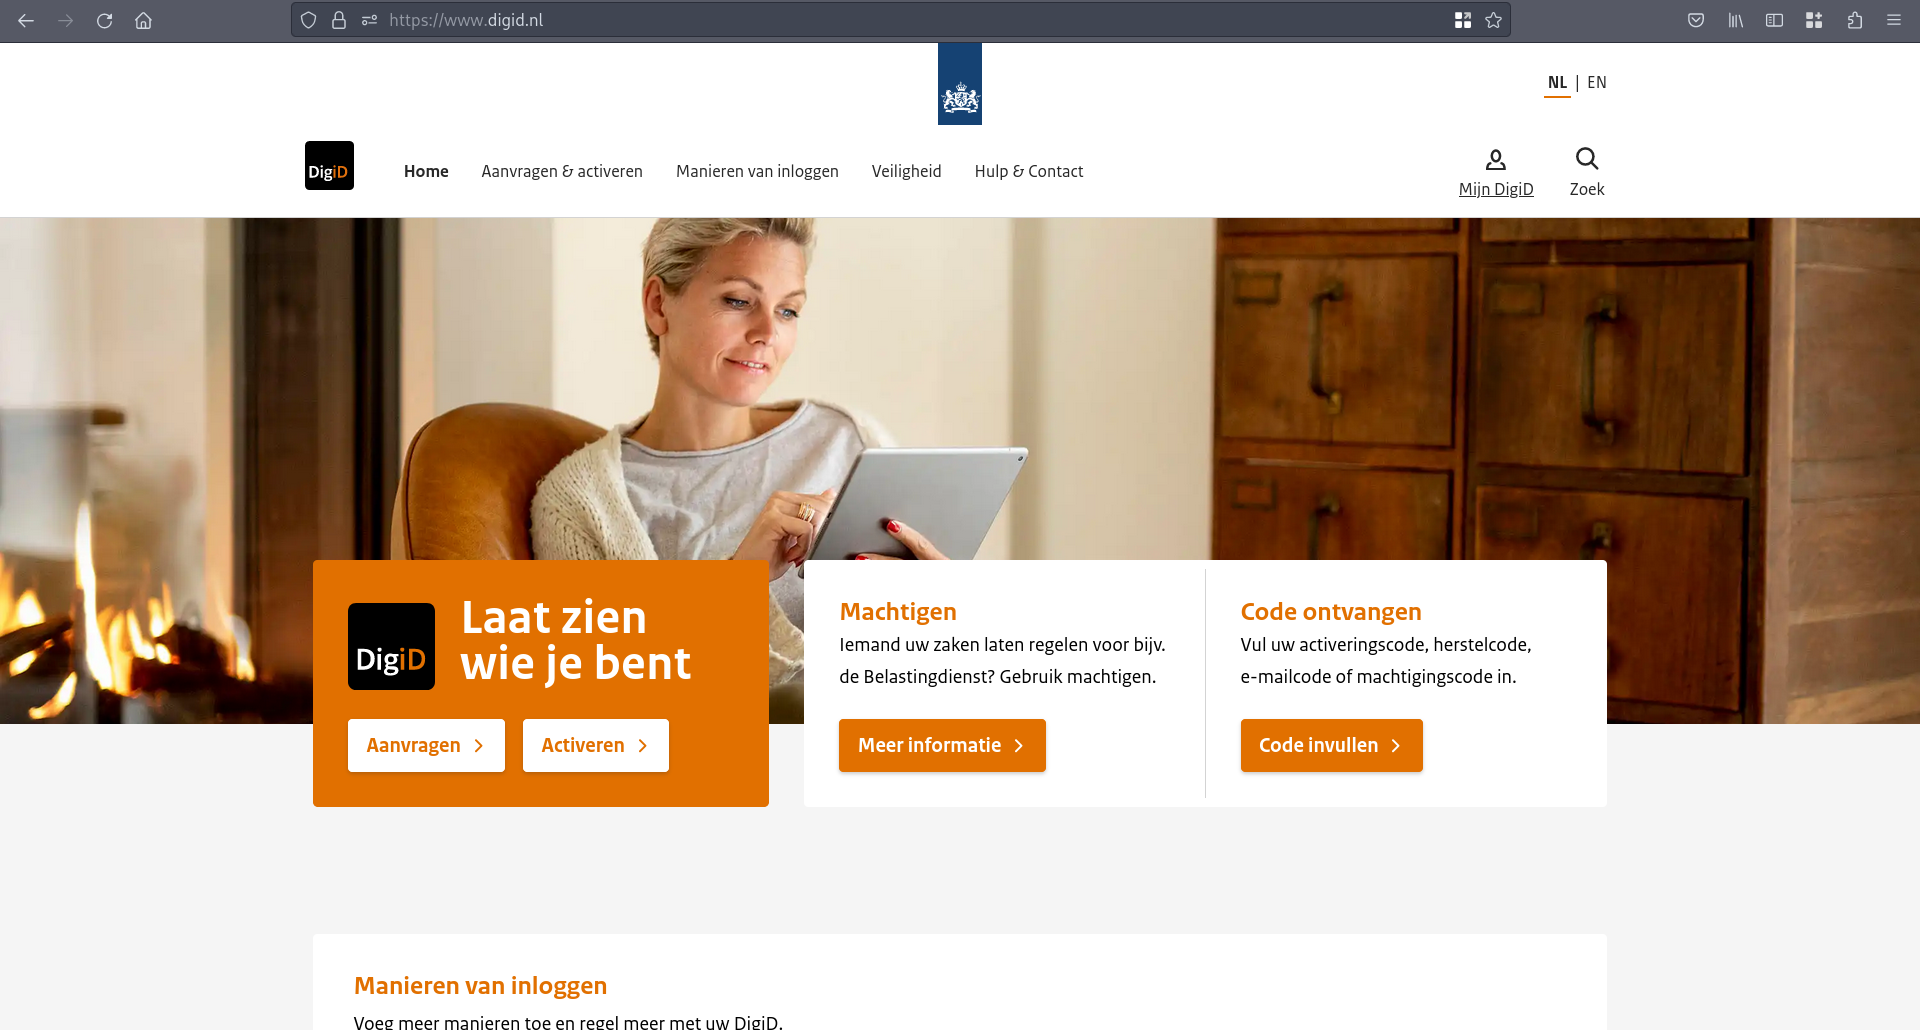 https://www.digid.nl
NL | EN
DigiD
Home
Aanvragen & activeren
Manieren van inloggen
Veiligheid
Hulp & Contact
Mijn DigiD
Zoek
DigiD
Laat zien
wie je bent
Aanvragen
Activeren
Machtigen
Iemand uw zaken laten regelen voor bijv.
de Belastingdienst? Gebruik machtigen.
Meer informatie
Code ontvangen
Vul uw activeringscode, herstelcode,
e-mailcode of machtigingscode in.
Code invullen
Manieren van inloggen
Voeg meer manieren toe en regel meer met uw DigiD.